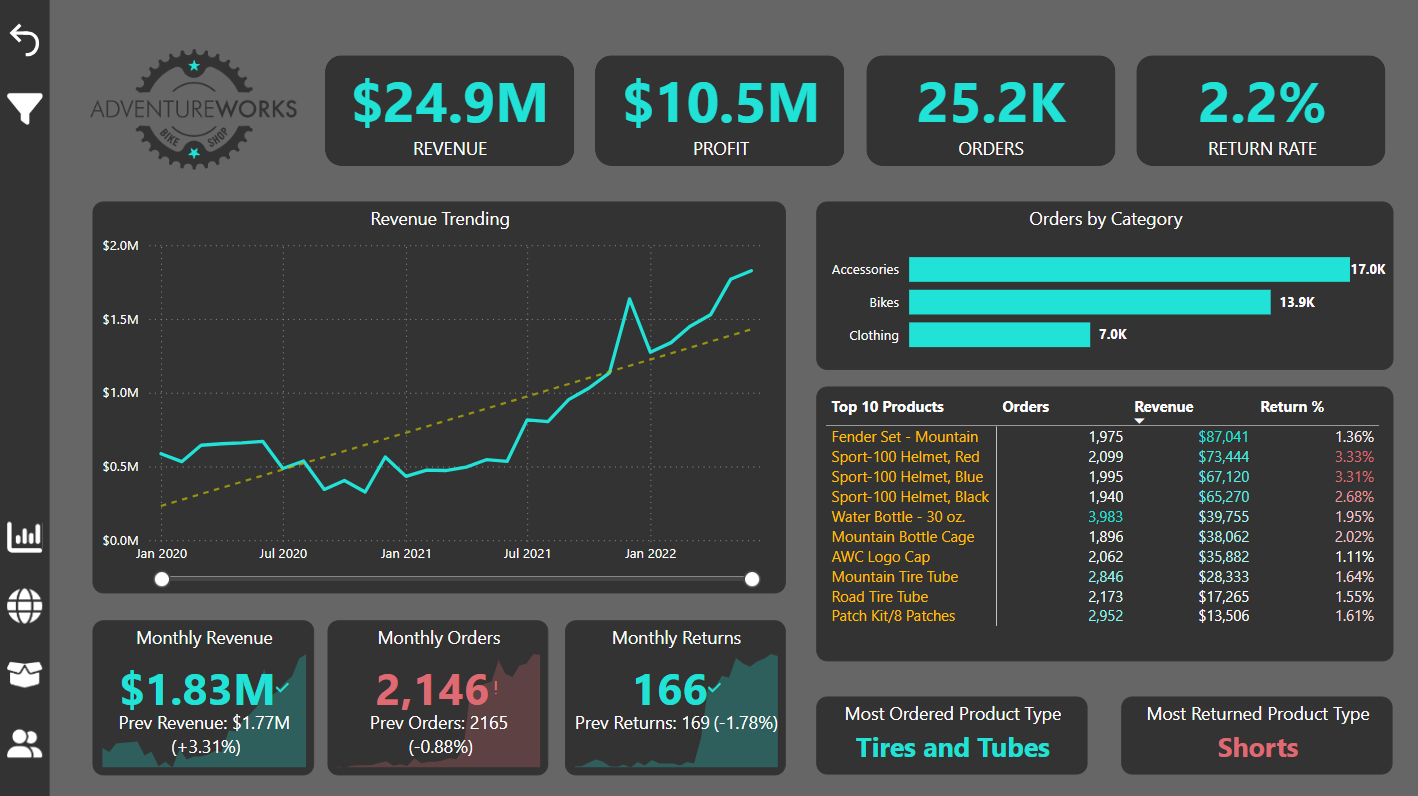 ADVENTUREWORKS
BIKE SHOP
$24.9M
REVENUE
$10.5M
PROFIT
25.2K
ORDERS
2.2%
RETURN RATE
Revenue Trending
$2.0M
$1.5M
$1.0M
$0.5M
$0.0M
Jan 2020 Jul 2020 Jan 2021 Jul 2021 Jan 2022
Orders by Category
Accessories 17.0K
Bikes 13.9K
Clothing 7.0K
Top 10 Products Orders Revenue Return %
Fender Set - Mountain 1,975 $87,041 1.36%
Sport-100 Helmet, Red 2,099 $73,444 3.33%
Sport-100 Helmet, Blue 1,995 $67,120 3.31%
Sport-100 Helmet, Black 1,940 $65,270 2.68%
Water Bottle - 30 oz. 3,983 $39,755 1.95%
Mountain Bottle Cage 1,896 $38,062 2.02%
AWC Logo Cap 2,062 $35,882 1.11%
Mountain Tire Tube 2,846 $28,333 1.64%
Road Tire Tube 2,173 $17,265 1.55%
Patch Kit/8 Patches 2,952 $13,506 1.61%
Monthly Revenue
$1.83M
Prev Revenue: $1.77M
(+3.31%)
Monthly Orders
2,146!
Prev Orders: 2165
(-0.88%)
Monthly Returns
166
Prev Returns: 169 (-1.78%)
Most Ordered Product Type
Tires and Tubes
Most Returned Product Type
Shorts